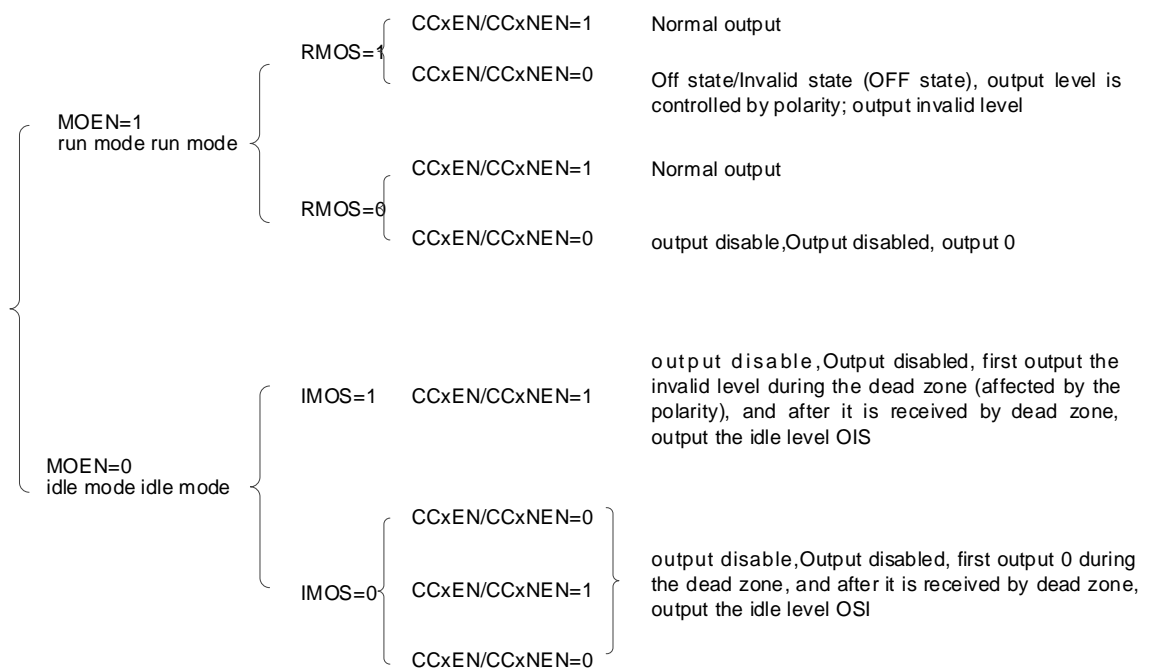 CCxEN/CCxNEN=1 Normal output
RMOS=1
CCxEN/CCxNEN=0 Off state/Invalid state (OFF state), output level is
controlled by polarity; output invalid level
MOEN=1
run mode run mode
CCxEN/CCxNEN=1 Normal output
RMOS=0
CCxEN/CCxNEN=0 output disable,Output disabled, output 0
output disable,Output disabled, first output the
invalid level during the dead zone (affected by the
IMOS=1 CCxEN/CCxNEN=1 polarity), and after it is received by dead zone,
output the idle level OIS
MOEN=0
idle mode idle mode
CCxEN/CCxNEN=0
output disable,Output disabled, first output 0 during
IMOS=0 CCxEN/CCxNEN=1 the dead zone, and after it is received by dead zone,
output the idle level OSI
CCxEN/CCxNEN=0